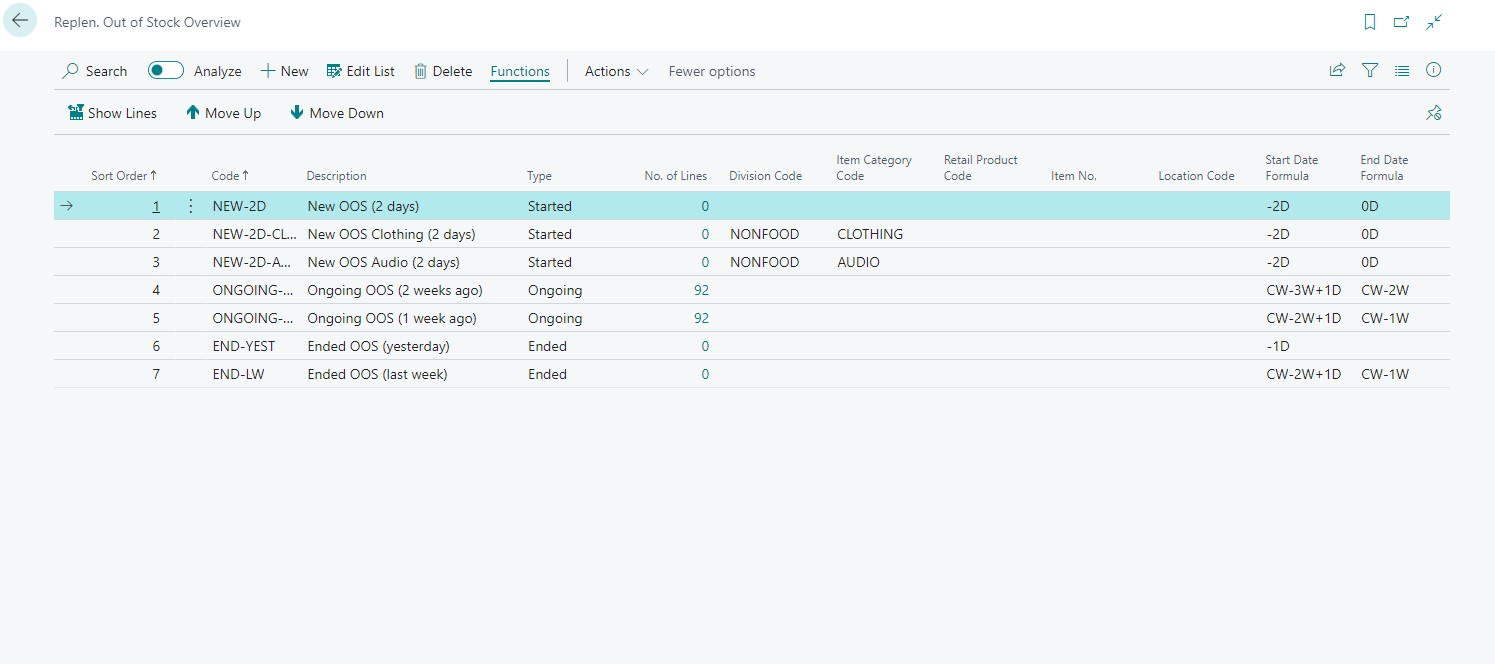 Replen. Out of Stock Overview
Search Analyze New Edit List Delete Functions Actions Fewer options
Show Lines Move Up Move Down
Sort Order ↑ Code ↑ Description Type No. of Lines Division Code Item Category Code Retail Product Code Item No. Location Code Start Date Formula End Date Formula
1 NEW-2D New OOS (2 days) Started 0 -2D 0D
2 NEW-2D-CL... New OOS Clothing (2 days) Started 0 NONFOOD CLOTHING -2D 0D
3 NEW-2D-A... New OOS Audio (2 days) Started 0 NONFOOD AUDIO -2D 0D
4 ONGOING-... Ongoing OOS (2 weeks ago) Ongoing 92 CW-3W+1D CW-2W
5 ONGOING-... Ongoing OOS (1 week ago) Ongoing 92 CW-2W+1D CW-1W
6 END-YEST Ended OOS (yesterday) Ended 0 -1D
7 END-LW Ended OOS (last week) Ended 0 CW-2W+1D CW-1W